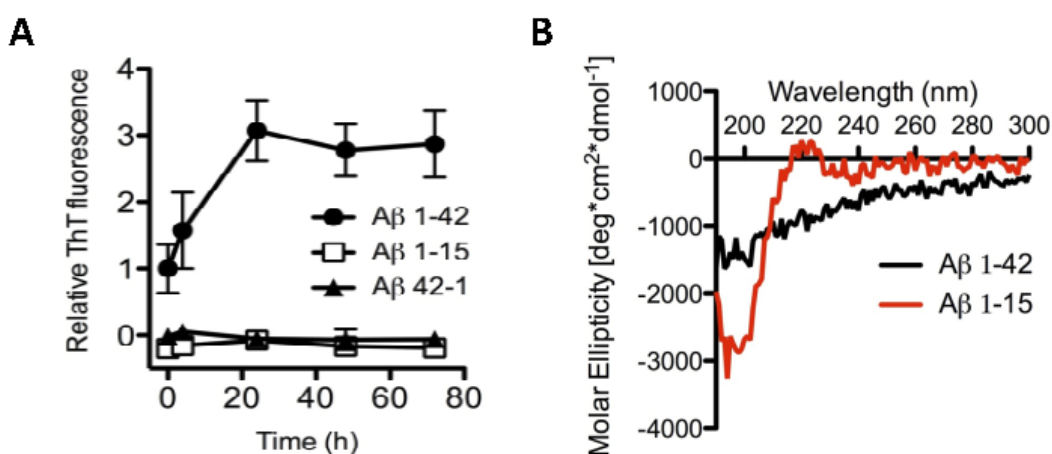 A
Relative ThT fluorescence
4
3
2
1
0
0 20 40 60 80
Time (h)
Aβ 1-42
Aβ 1-15
Aβ 42-1
B
Molar Ellipticity [deg*cm²*dmol⁻¹]
Wavelength (nm)
200 220 240 260 280 300
1000
0
-1000
-2000
-3000
-4000
Aβ 1-42
Aβ 1-15